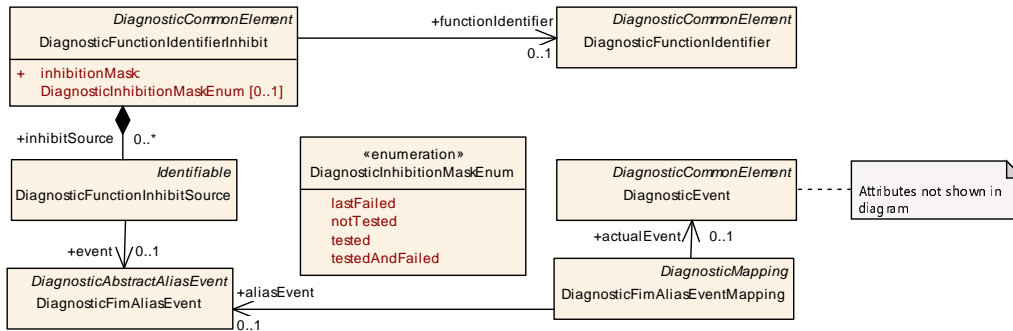 DiagnosticCommonElement
DiagnosticFunctionIdentifierInhibit
+ inhibitionMask:
DiagnosticInhibitionMaskEnum [0..1]
+functionIdentifier
0..1
DiagnosticCommonElement
DiagnosticFunctionIdentifier
+inhibitSource
0..*
Identifiable
DiagnosticFunctionInhibitSource
«enumeration»
DiagnosticInhibitionMaskEnum
lastFailed
notTested
tested
testedAndFailed
DiagnosticCommonElement
DiagnosticEvent
Attributes not shown in
diagram
+event
0..1
+actualEvent
0..1
DiagnosticAbstractAliasEvent
DiagnosticFimAliasEvent
+aliasEvent
0..1
DiagnosticMapping
DiagnosticFimAliasEventMapping